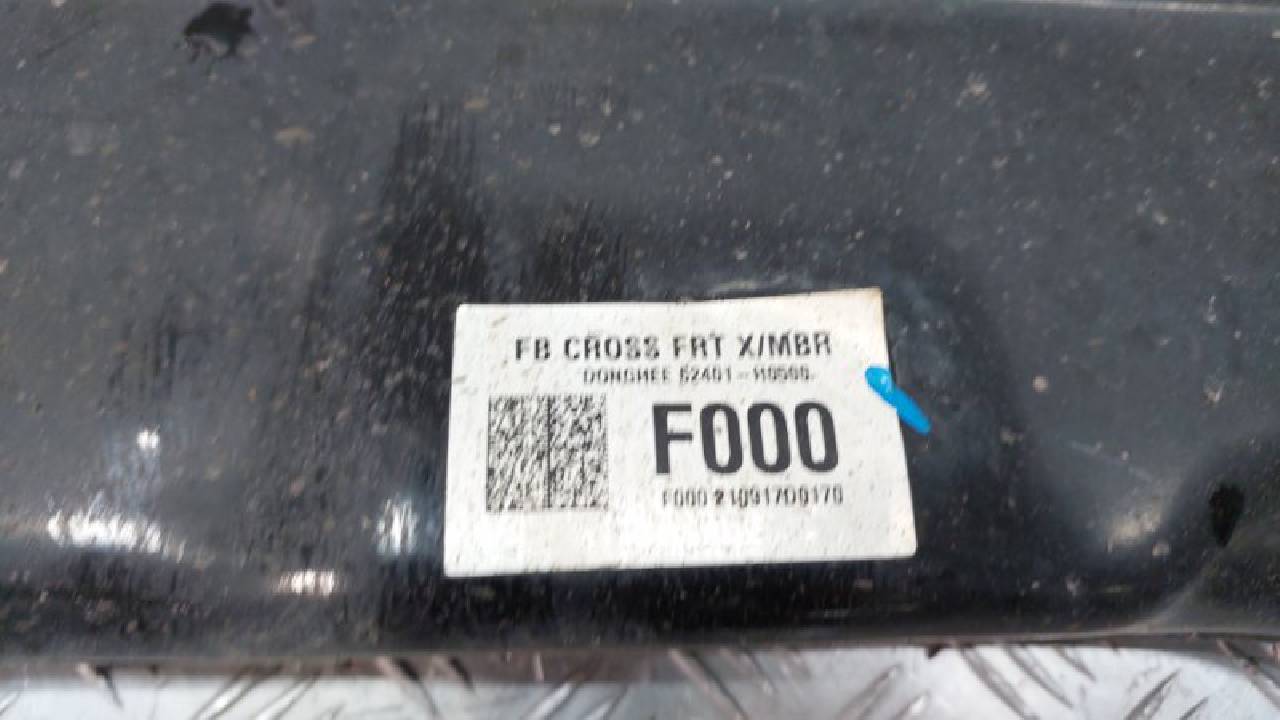 FB CROSS FRT X/MBR
DONGHEE 62401-H0500
F000
F000 210917D0170